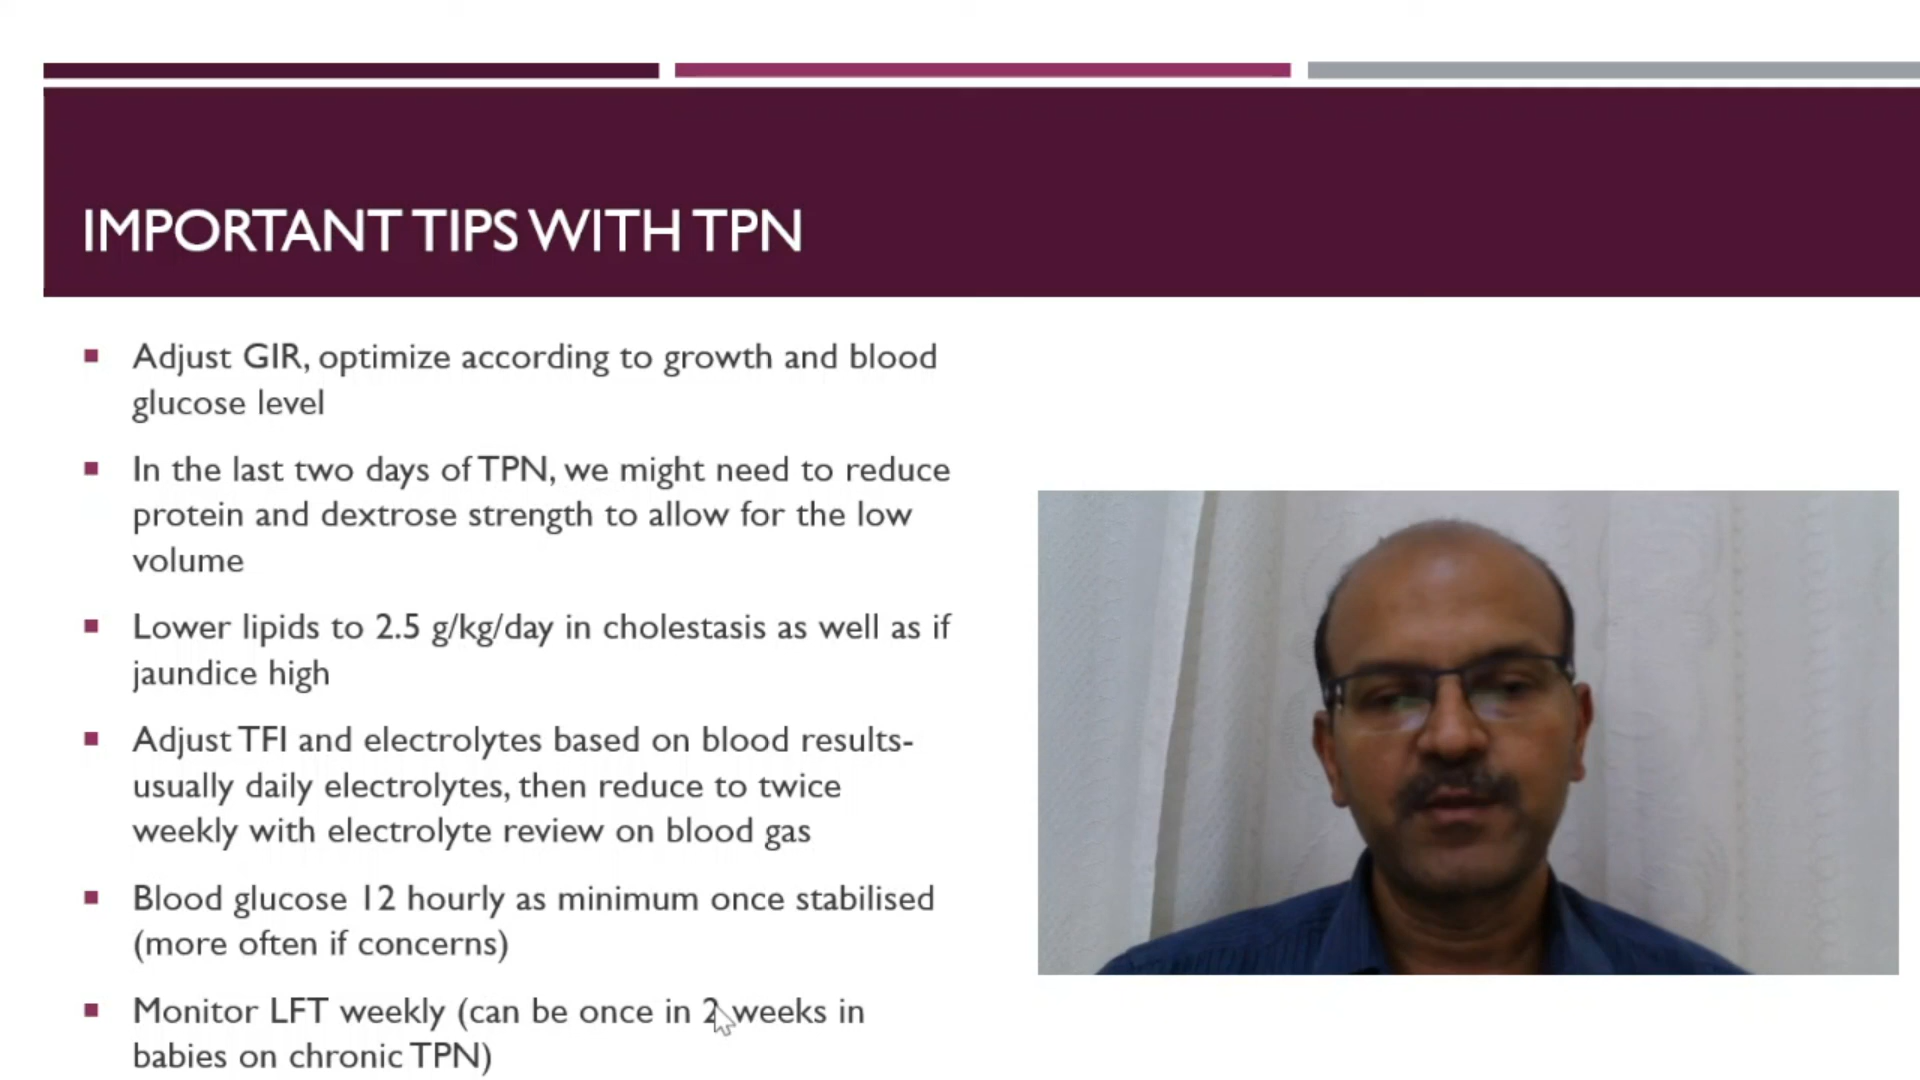 IMPORTANT TIPS WITH TPN
Adjust GIR, optimize according to growth and blood
glucose level
In the last two days of TPN, we might need to reduce
protein and dextrose strength to allow for the low
volume
Lower lipids to 2.5 g/kg/day in cholestasis as well as if
jaundice high
Adjust TFI and electrolytes based on blood results-
usually daily electrolytes, then reduce to twice
weekly with electrolyte review on blood gas
Blood glucose 12 hourly as minimum once stabilised
(more often if concerns)
Monitor LFT weekly (can be once in 2 weeks in
babies on chronic TPN)